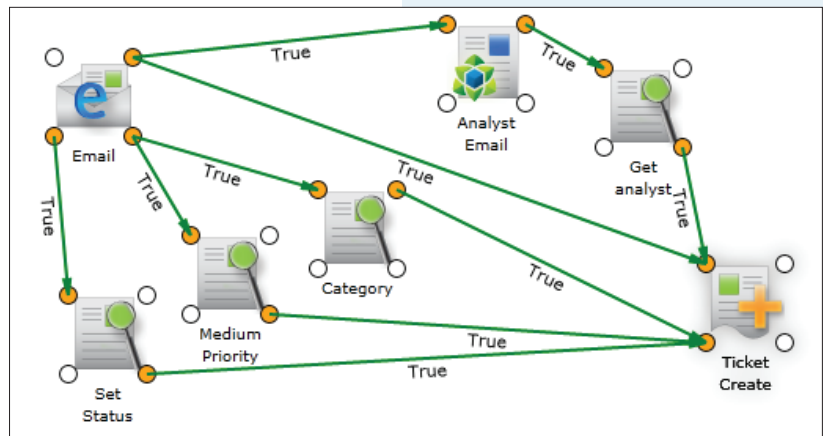 True
True
Analyst
Email
Email
Get
analyst
True
True
True
True
True
True
Category
Medium
Priority
True
True
Ticket
Create
Set
Status